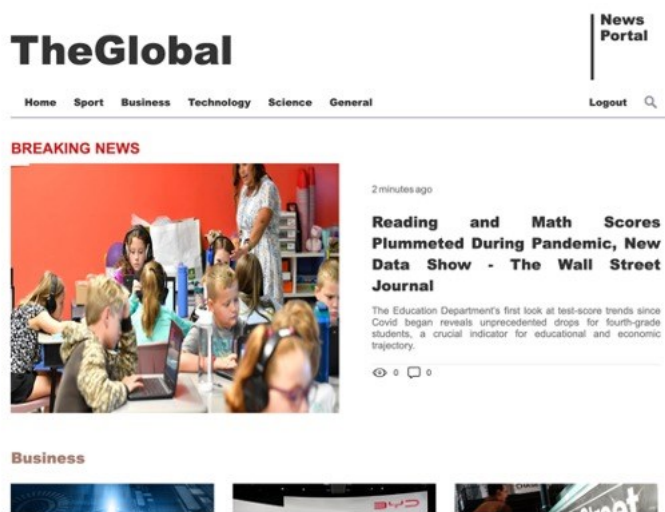 News
Portal
TheGlobal
Home Sport Business Technology Science General
Logout
BREAKING NEWS
2 minutes ago
Reading and Math Scores
Plummeted During Pandemic, New
Data Show - The Wall Street
Journal
The Education Department's first look at test-score trends since
Covid began reveals unprecedented drops for fourth-grade
students, a crucial indicator for educational and economic
trajectory.
0 0
Business
BYD